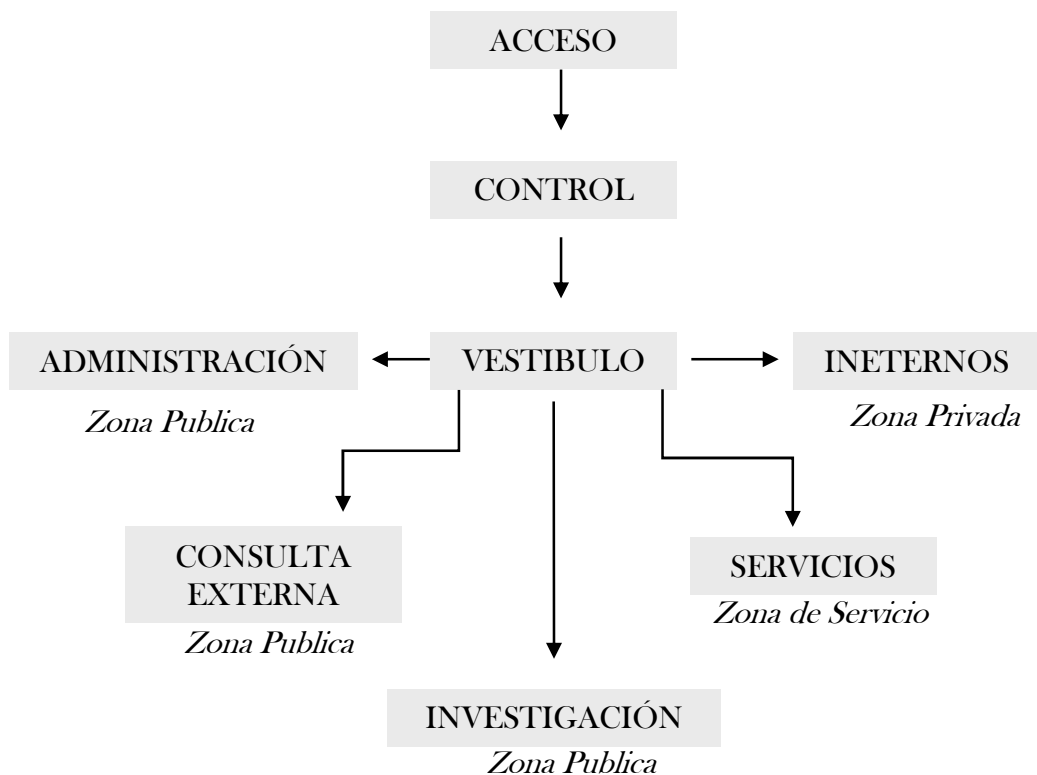 ACCESO
CONTROL
ADMINISTRACIÓN
Zona Publica
VESTIBULO
INETERNOS
Zona Privada
CONSULTA
EXTERNA
Zona Publica
SERVICIOS
Zona de Servicio
INVESTIGACIÓN
Zona Publica